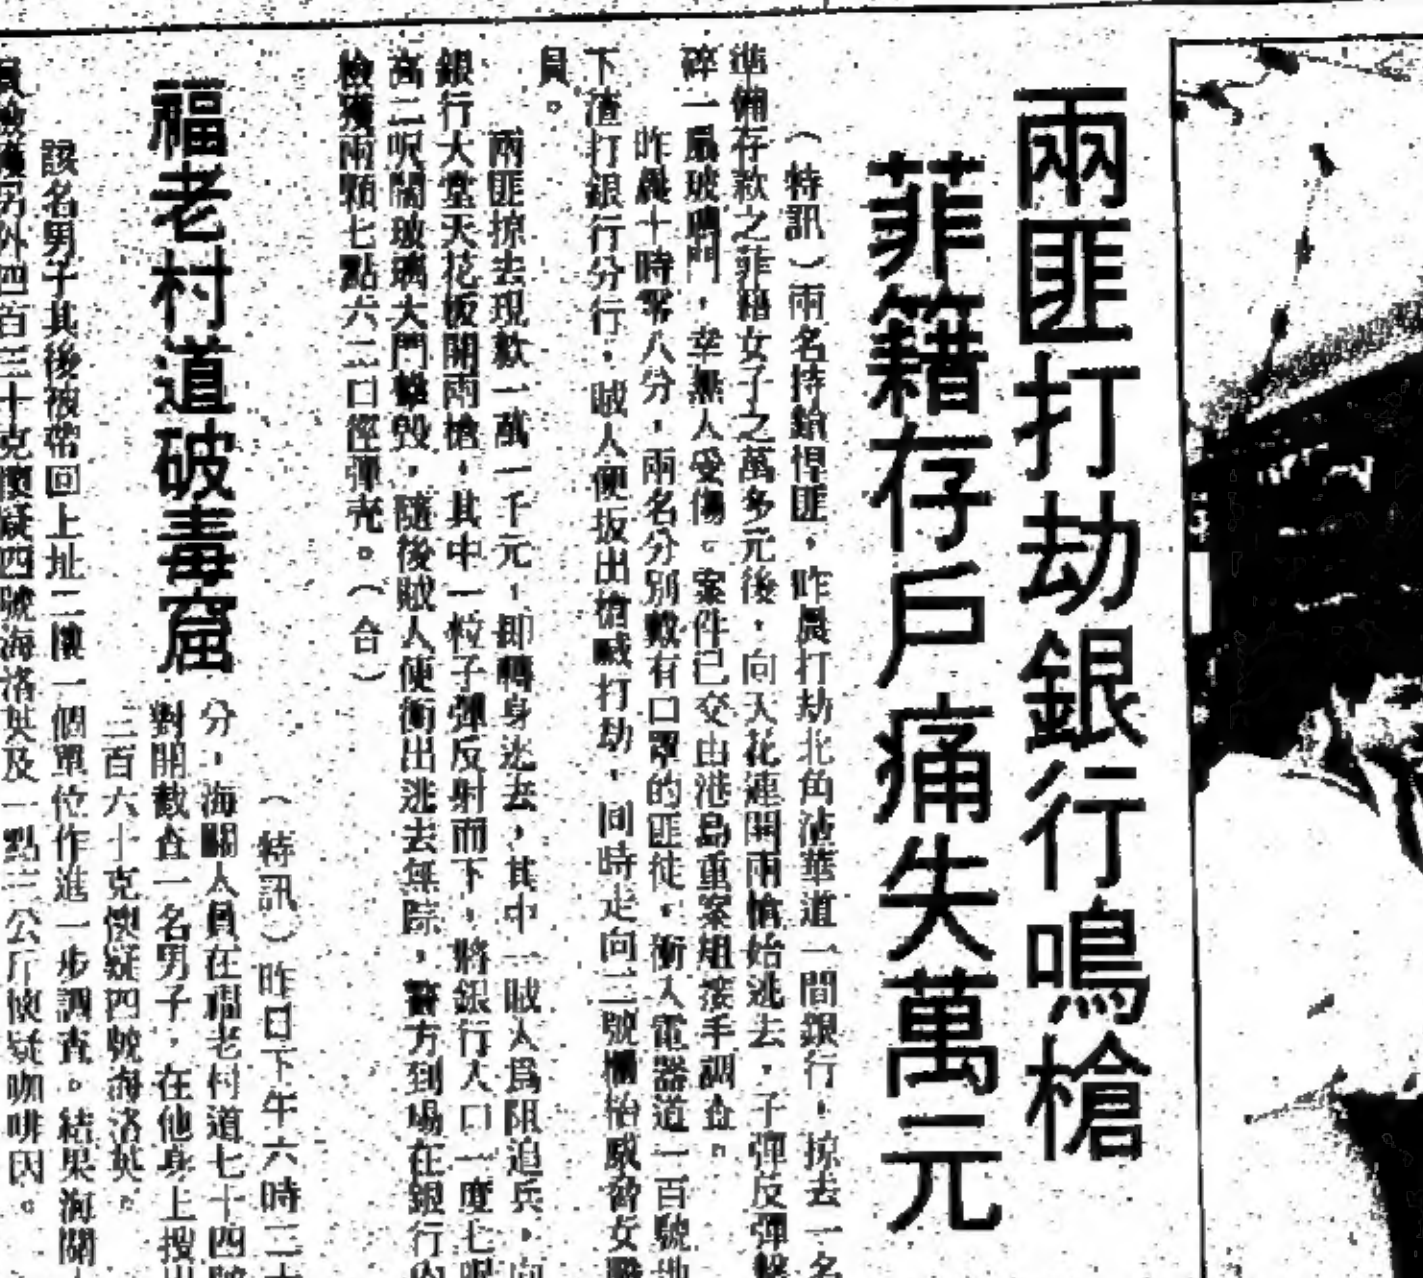 兩匪打劫銀行鳴槍
菲籍存戶痛失萬元
（特訊）兩名持鎗悍匪，昨晨打劫北角渣華道一間銀行，掠去一名
準備存款之菲籍女子之萬多元後，向天花連開兩槍始逃去，子彈反彈擊
碎一扇玻璃門，幸無人受傷。案件已交由港島重案組接手調查。
昨晨十時零八分，兩名分別戴有口罩的匪徒，衝入電器道一百號地
下渣打銀行分行，賊人便拔出槍喊打劫，同時走向三號櫃枱威脅女職
員。
兩匪掠去現款一萬一千元，即轉身逃去，其中一賊人爲阻追兵，向
銀行大堂天花板開兩槍，其中一粒子彈反射而下，將銀行入口一度七呎
高二呎闊玻璃大門擊毀，隨後賊人便衝出逃去無踪，警方到場在銀行內
檢獲兩顆七點六二口徑彈壳。（合）
福老村道破毒窟
（特訊）昨日下午六時二十
分，海關人員在福老村道七十四號
對開截查一名男子，在他身上搜出
三百六十克懷疑四號海洛英。
該名男子其後被帶回上址二樓一個單位作進一步調查。結果海關人
員檢獲另外四百三十克懷疑四號海洛英及一點三公斤懷疑咖啡因。